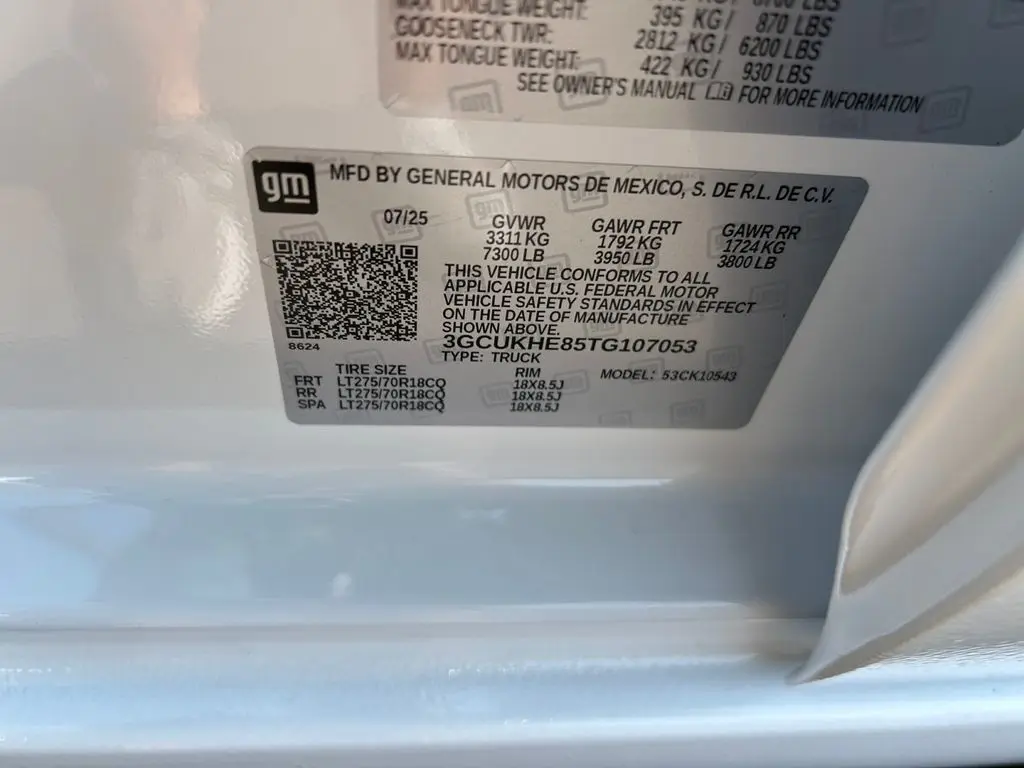 MAX TONGUE WEIGHT: 395 KG/ 870 LBS
GOOSENECK TWR: 2812 KG/ 6200 LBS
MAX TONGUE WEIGHT: 422 KG/ 930 LBS
SEE OWNER'S MANUAL FOR MORE INFORMATION
gm MFD BY GENERAL MOTORS DE MEXICO, S. DE R.L. DE C.V.
07/25 GVWR GAWR FRT GAWR RR
3311 KG 1792 KG 1724 KG
7300 LB 3950 LB 3800 LB
THIS VEHICLE CONFORMS TO ALL
APPLICABLE U.S. FEDERAL MOTOR
VEHICLE SAFETY STANDARDS IN EFFECT
ON THE DATE OF MANUFACTURE
SHOWN ABOVE.
8624 3GCUKHE85TG107053
TYPE: TRUCK
TIRE SIZE RIM MODEL: 53CK10543
FRT LT275/70R18CQ 18X8.5J
RR LT275/70R18CQ 18X8.5J
SPA LT275/70R18CQ 18X8.5J